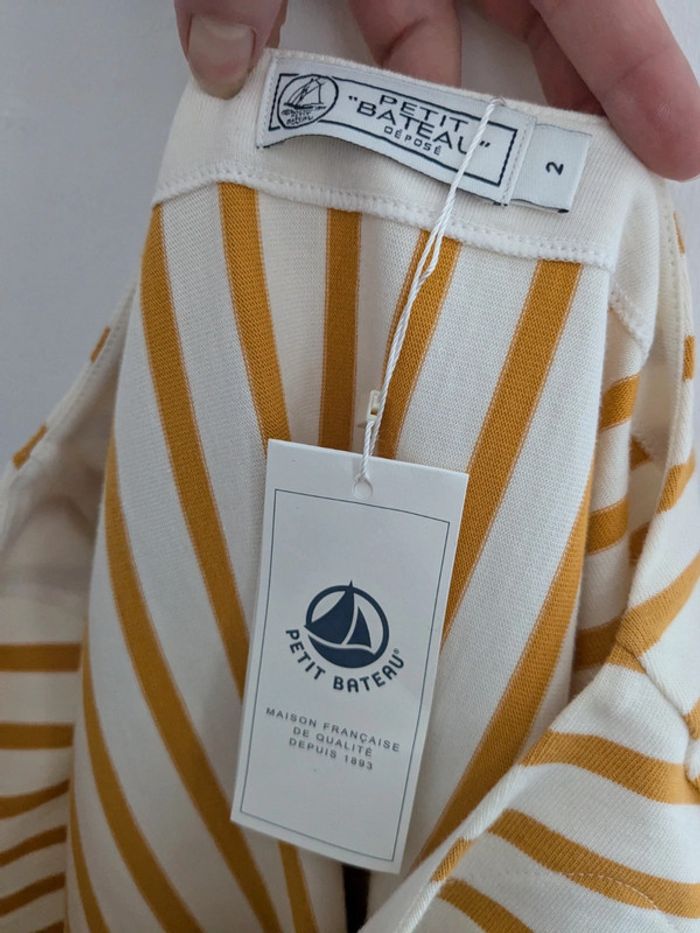 PETIT
"BATEAU"
DÉPOSÉ
2
PETIT BATEAU®
MAISON FRANÇAISE
DE QUALITÉ
DEPUIS 1893